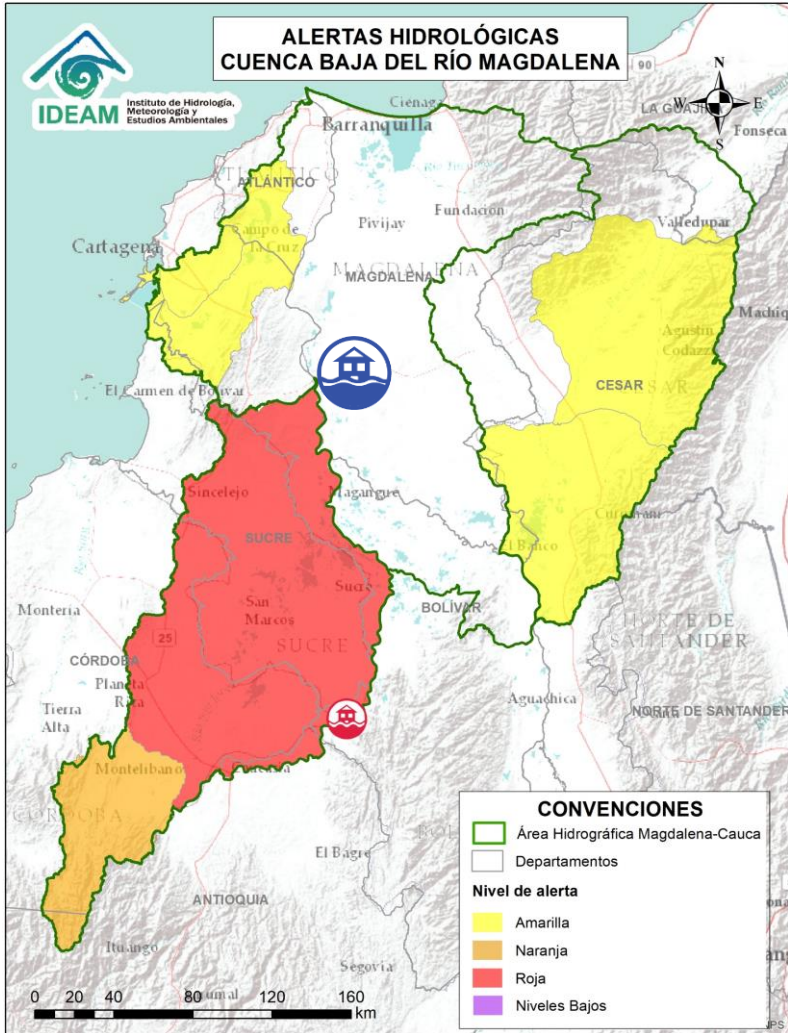 ALERTAS HIDROLÓGICAS
CUENCA BAJA DEL RÍO MAGDALENA
IDEAM
Instituto de Hidrología,
Meteorología y
Estudios Ambientales
90
N
W E
S
LA GUAJIRA
Fonseca
Ciénaga
Barranquilla
ATLÁNTICO
Fundación
Pivijay
Valledupar
Campo de
la Cruz
Cartagena
MAGDALENA
MAGDALENA
Agustín
Codazzi
CESAR
El Carmen de Bolívar
Sincelejo
Magangue
SUCRE
El Banco
Sucre
San
Marcos
BOLÍVAR
Montería
SUCRE
NORTE DE
SANTANDER
25
CÓRDOBA
Planeta
Rica
Tierra
Alta
Aguachica
NORTE DE SANTANDER
Montelibano
CÓRDOBA
El Bagre
ANTIOQUIA
Ituango
Segovia
0 20 40 80 120 160
km
CONVENCIONES
Área Hidrográfica Magdalena-Cauca
Departamentos
Nivel de alerta
Amarilla
Naranja
Roja
Niveles Bajos